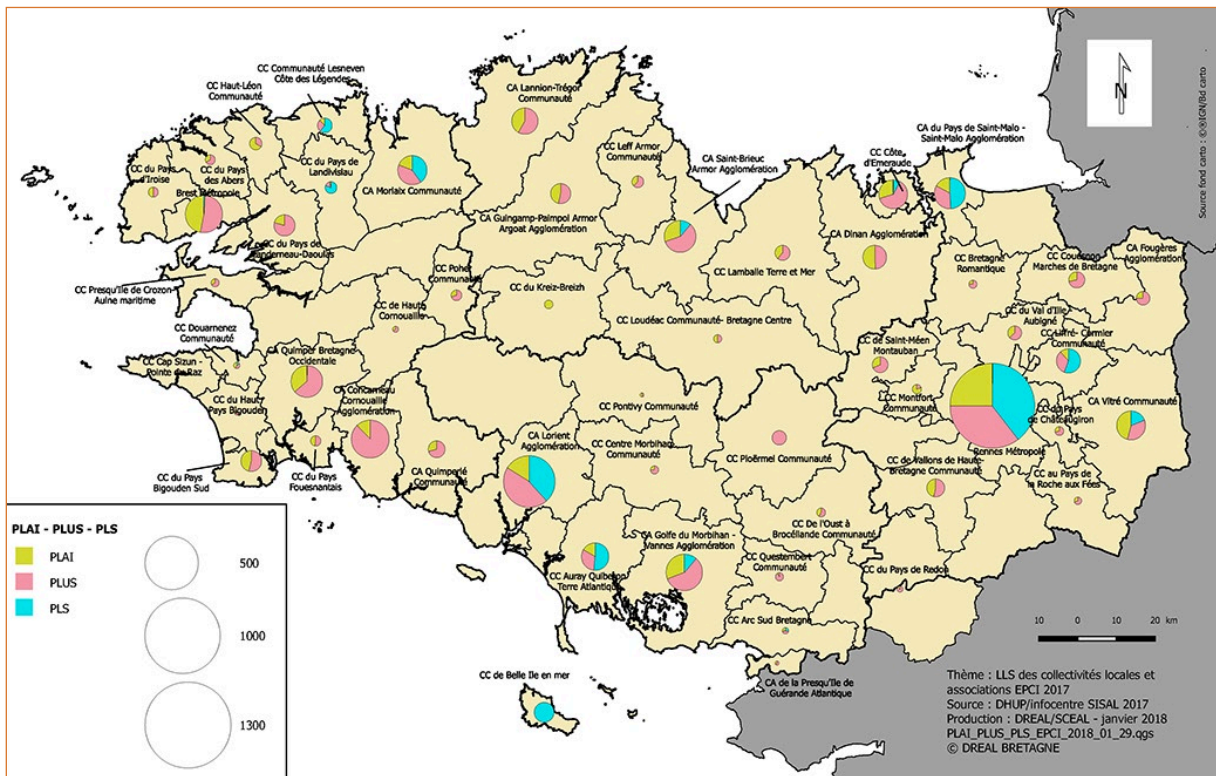 CC Communauté Lesneven
Côte des Légendes
CC Haut-Léon
Communauté
CA Lannion-Trégor
Communauté
N
Source fond carto : ©®IGN/Bd carto
CA du Pays de Saint-Malo -
Saint-Malo Agglomération
CC Leff Armor
Communauté
CA Saint-Brieuc
Armor Agglomération
CC Côte
d'Emeraude
CC du Pays
d'Iroise
CC du Pays
des Abers
CC du Pays de
Landivisiau
CA Morlaix Communauté
Brest Métropole
CA Guingamp-Paimpol Armor
Argoat Agglomération
CA Dinan Agglomération
CC du Pays de
Landerneau-Daoulas
CC Lamballe Terre et Mer
CC Bretagne
Romantique
CC Couesnon
Marches de Bretagne
CA Fougères
Agglomération
CC Presqu'Ile de Crozon
Aulne maritime
CC Poher
Communauté
CC du Kreiz-Breizh
CC de Haute
Cornouaille
CC Loudéac Communauté- Bretagne Centre
CC du Val d'Ille-
Aubigné
CC Liffré- Cormier
Communauté
CC Douarnenez
Communauté
CC de Saint-Méen
Montauban
CC Cap Sizun -
Pointe du Raz
CA Quimper Bretagne
Occidentale
CC du Haut
Pays Bigouden
CA Concarneau
Cornouaille
Agglomération
CC Pontivy Communauté
CC Montfort
Communauté
CC du Pays
de Châteaugiron
CA Vitré Communauté
Rennes Métropole
CA Lorient
Agglomération
CC Centre Morbihan
Communauté
CC Ploërmel Communauté
CC de Vallons de Haute-
Bretagne Communauté
CC au Pays de
la Roche aux Fées
CC du Pays
Bigouden Sud
CC du Pays
Fouesnantais
CA Quimperlé
Communauté
CC De l'Oust à
Brocéliande Communauté
CA Golfe du Morbihan -
Vannes Agglomération
CC Auray Quiberon
Terre Atlantique
CC Questembert
Communauté
CC du Pays de Redon
CC Arc Sud Bretagne
CA de la Presqu'Ile de
Guérande Atlantique
CC de Belle Ile en mer
PLAI - PLUS - PLS
PLAI
PLUS
PLS
500
1000
1300
10 0 10 20 km
Thème : LLS des collectivités locales et
associations EPCI 2017
Source : DHUP/infocentre SISAL 2017
Production : DREAL/SCEAL - janvier 2018
PLAI_PLUS_PLS_EPCI_2018_01_29.qgs
© DREAL BRETAGNE